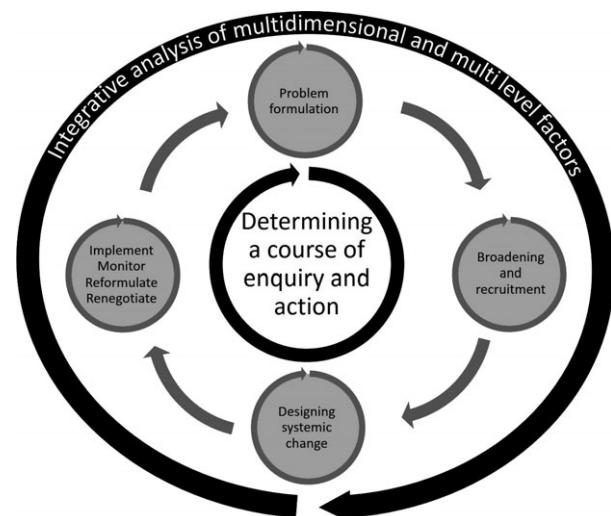 Integrative analysis of multidimensional and multi level factors
Problem
formulation
Broadening
and
recruitment
Designing
systemic
change
Implement
Monitor
Reformulate
Renegotiate
Determining
a course of
enquiry and
action